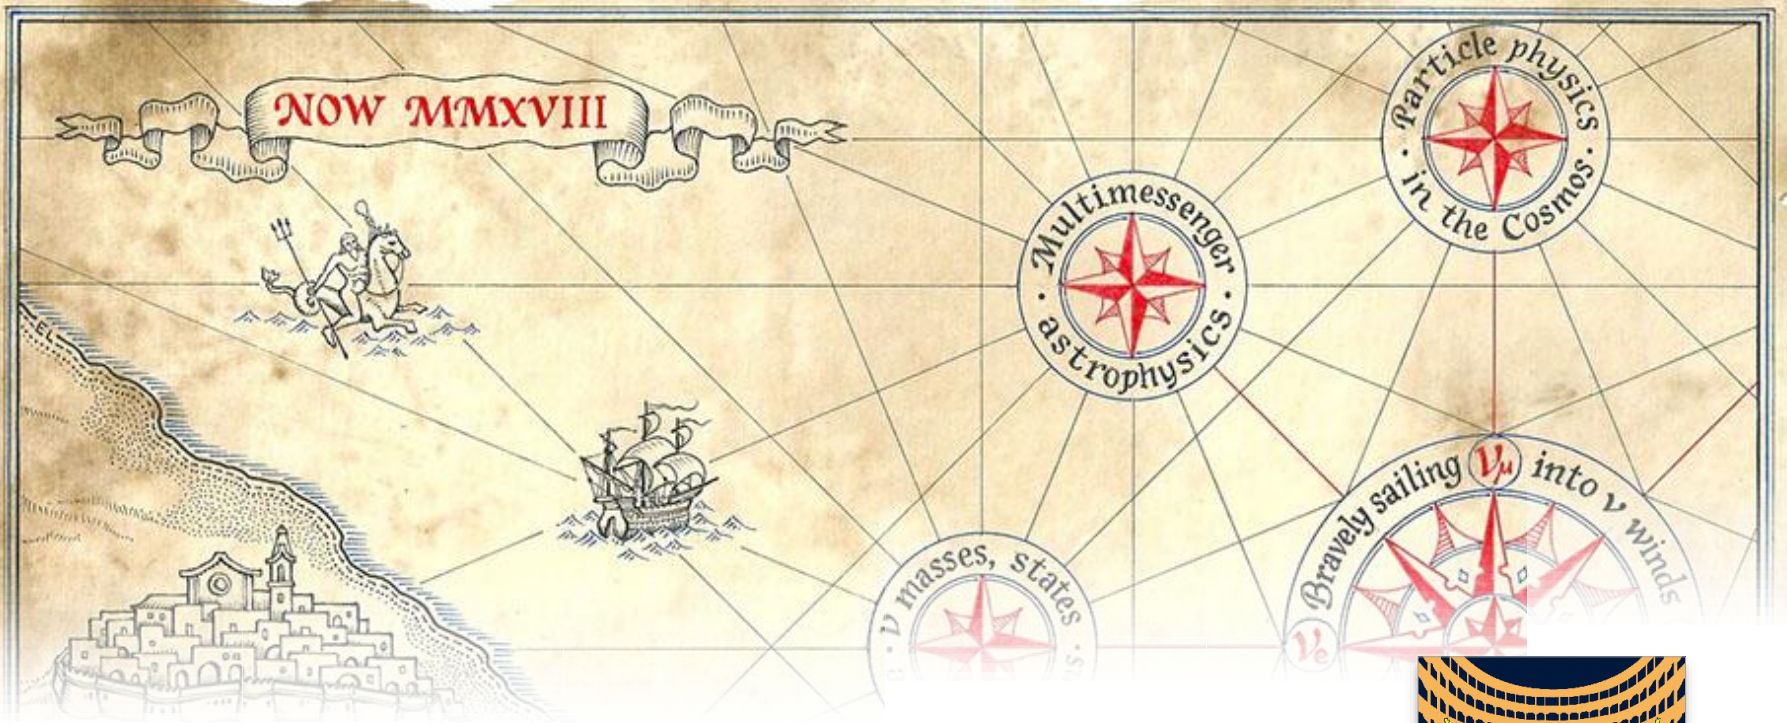 NOW MMXVIII
Particle physics
· in the Cosmos ·
Multimessenger
· astrophysics ·
Bravely sailing νμ into ν winds
νe
ν masses, states